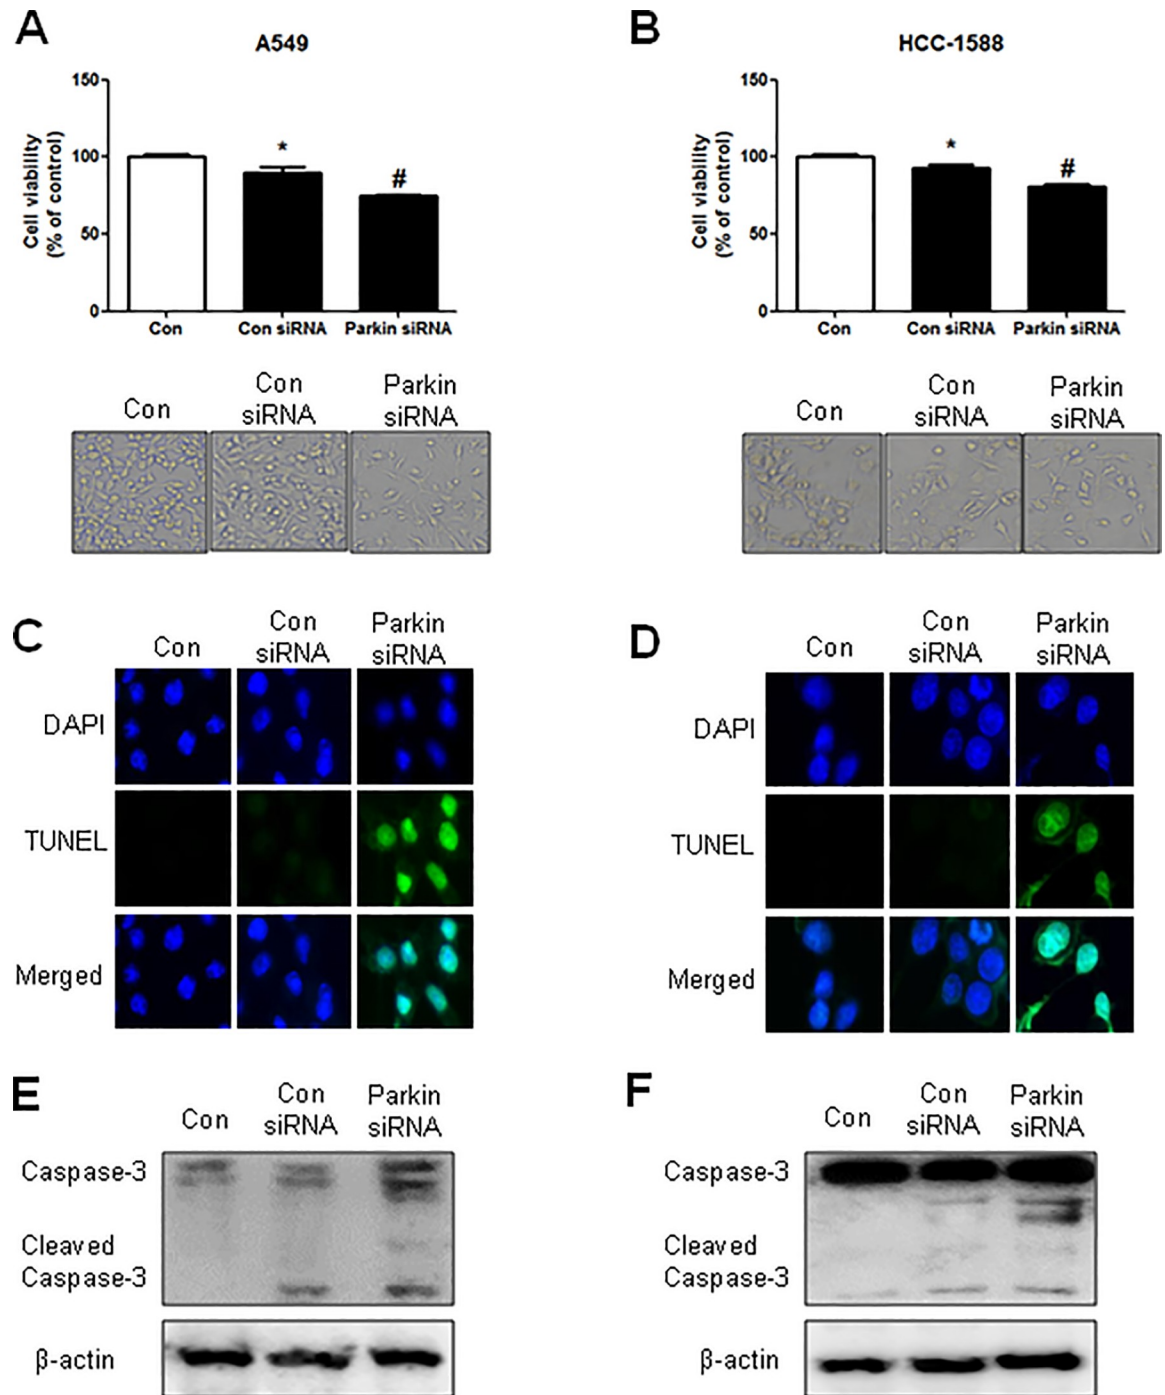 A
A549
Cell viability
(% of control)
150
100
50
0
*
#
Con
Con siRNA
Parkin siRNA
Con
Con
siRNA
Parkin
siRNA
B
HCC-1588
Cell viability
(% of control)
150
100
50
0
*
#
Con
Con siRNA
Parkin siRNA
Con
Con
siRNA
Parkin
siRNA
C
Con
Con
siRNA
Parkin
siRNA
DAPI
TUNEL
Merged
D
Con
Con
siRNA
Parkin
siRNA
DAPI
TUNEL
Merged
E
Con
Con
siRNA
Parkin
siRNA
Caspase-3
Cleaved
Caspase-3
β-actin
F
Con
Con
siRNA
Parkin
siRNA
Caspase-3
Cleaved
Caspase-3
β-actin